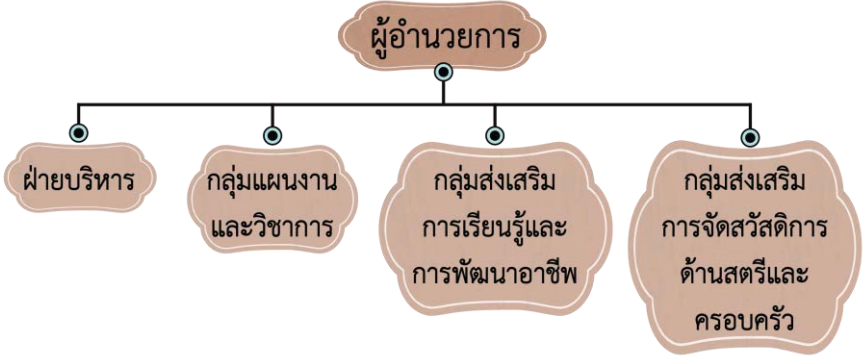 ผู้อำนวยการ
ฝ่ายบริหาร
กลุ่มแผนงาน
และวิชาการ
กลุ่มส่งเสริม
การเรียนรู้และ
การพัฒนาอาชีพ
กลุ่มส่งเสริม
การจัดสวัสดิการ
ด้านสตรีและ
ครอบครัว